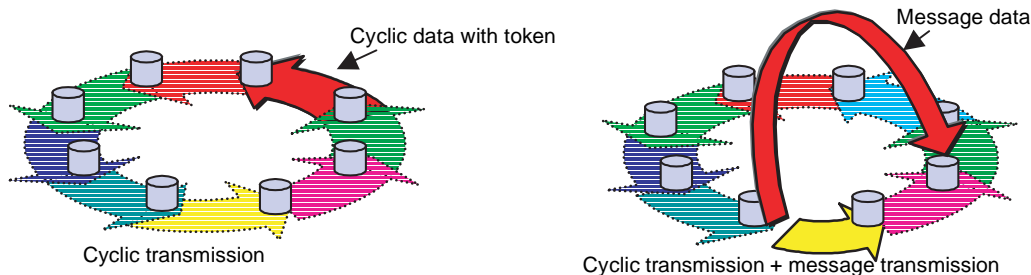 Cyclic data with token
Cyclic transmission
Message data
Cyclic transmission + message transmission